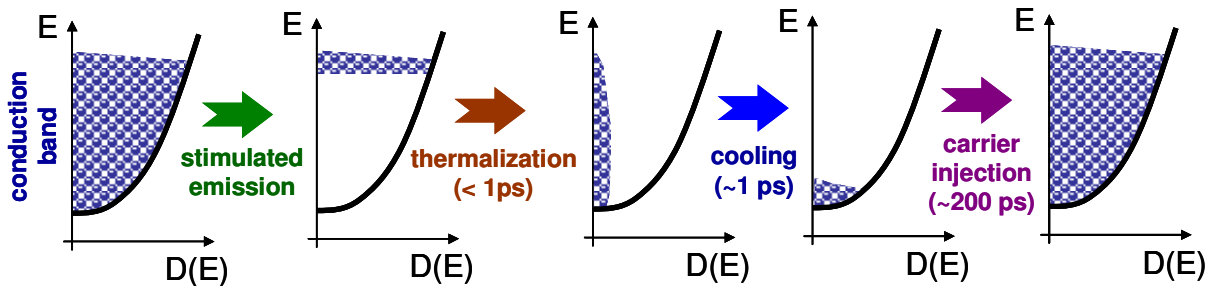 E
conduction
band
D(E)
stimulated
emission
E
D(E)
thermalization
(< 1ps)
E
D(E)
cooling
(~1 ps)
E
D(E)
carrier
injection
(~200 ps)
E
D(E)